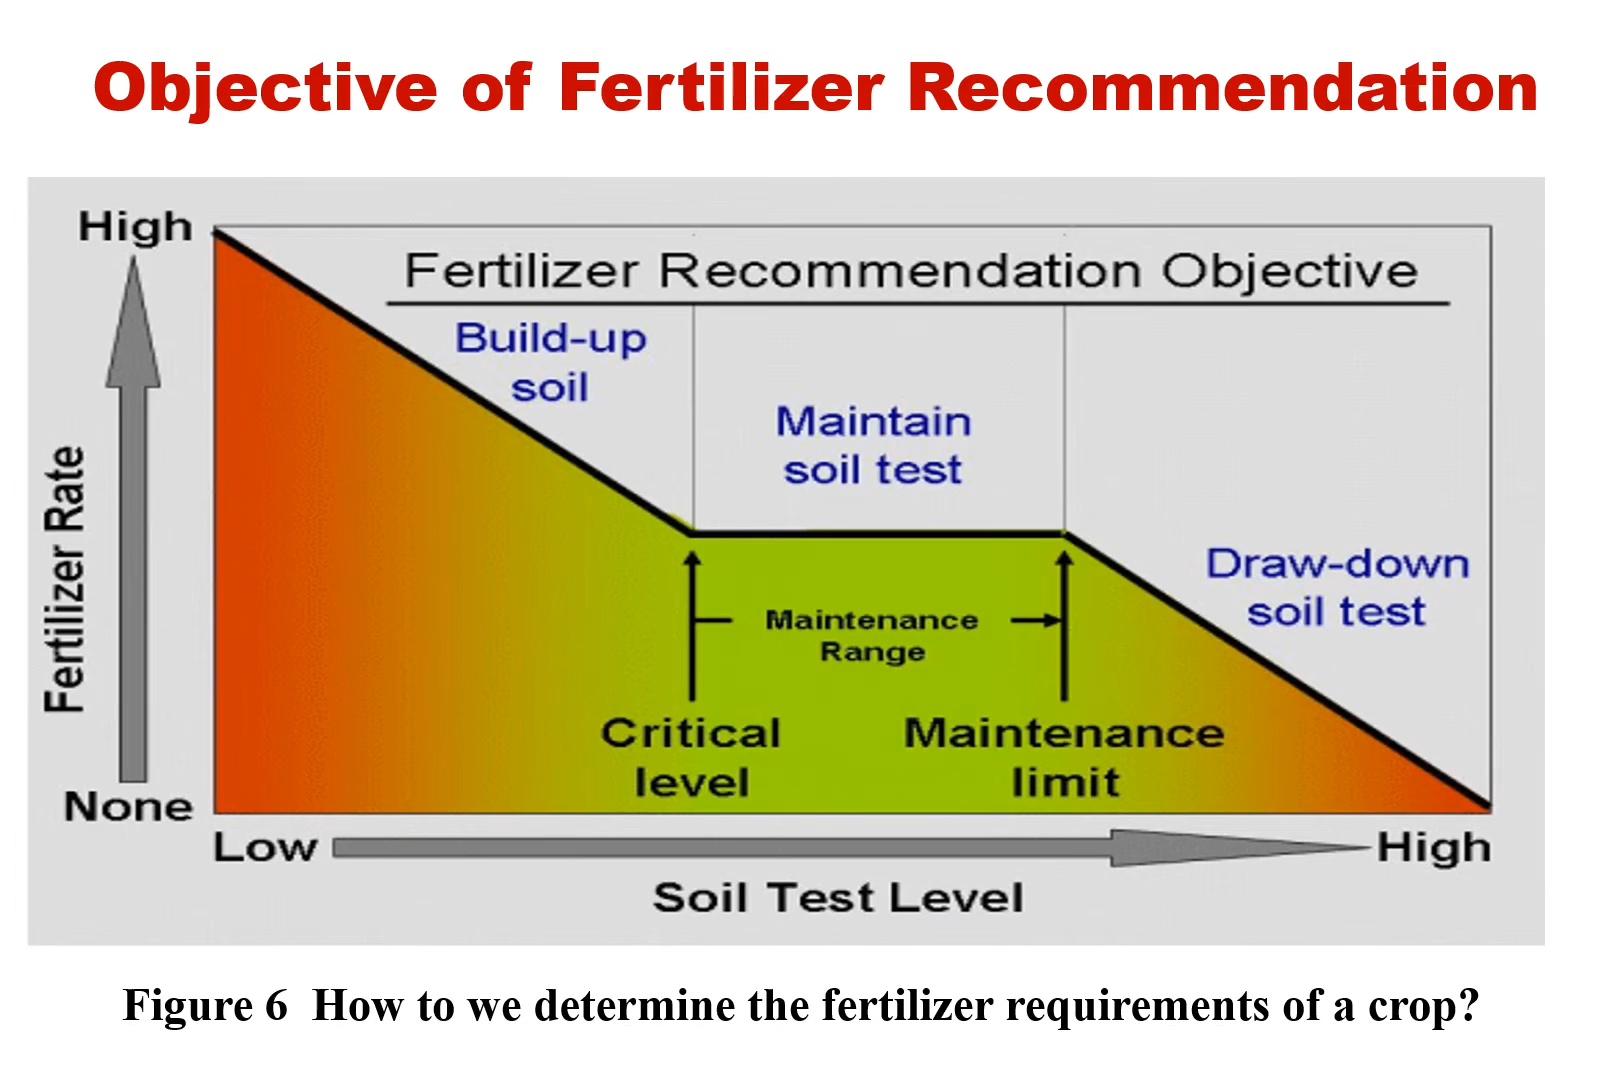 Objective of Fertilizer Recommendation
High
Fertilizer Recommendation Objective
Build-up
soil
Maintain
soil test
Draw-down
soil test
Fertilizer Rate
Maintenance
Range
Critical
level
Maintenance
limit
None
Low
High
Soil Test Level
Figure 6 How to we determine the fertilizer requirements of a crop?